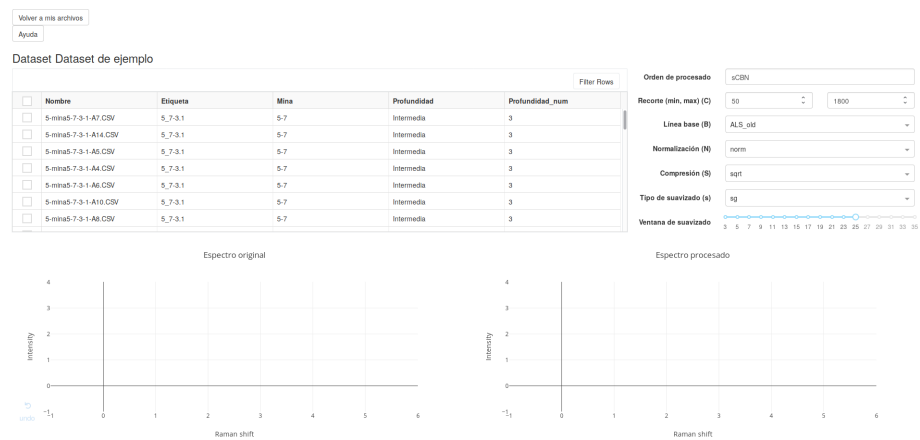 Volver a mis archivos
Ayuda
Dataset Dataset de ejemplo
Filter Rows
Nombre Etiqueta Mina Profundidad Profundidad_num
5-mina5-7-3-1-A7.CSV 5_7-3.1 5-7 Intermedia 3
5-mina5-7-3-1-A14.CSV 5_7-3.1 5-7 Intermedia 3
5-mina5-7-3-1-A5.CSV 5_7-3.1 5-7 Intermedia 3
5-mina5-7-3-1-A4.CSV 5_7-3.1 5-7 Intermedia 3
5-mina5-7-3-1-A6.CSV 5_7-3.1 5-7 Intermedia 3
5-mina5-7-3-1-A10.CSV 5_7-3.1 5-7 Intermedia 3
5-mina5-7-3-1-A8.CSV 5_7-3.1 5-7 Intermedia 3
Orden de procesado sCBN
Recorte (min, max) (C) 50 1800
Línea base (B) ALS_old
Normalización (N) norm
Compresión (S) sqrt
Tipo de suavizado (s) sg
Ventana de suavizado
3 5 7 9 11 13 15 17 19 21 23 25 27 29 31 33 35
Espectro original
4
3
2
1
0
−1
Intensity
−1 0 1 2 3 4 5 6
Raman shift
undo
Espectro procesado
4
3
2
1
0
−1
Intensity
−1 0 1 2 3 4 5 6
Raman shift